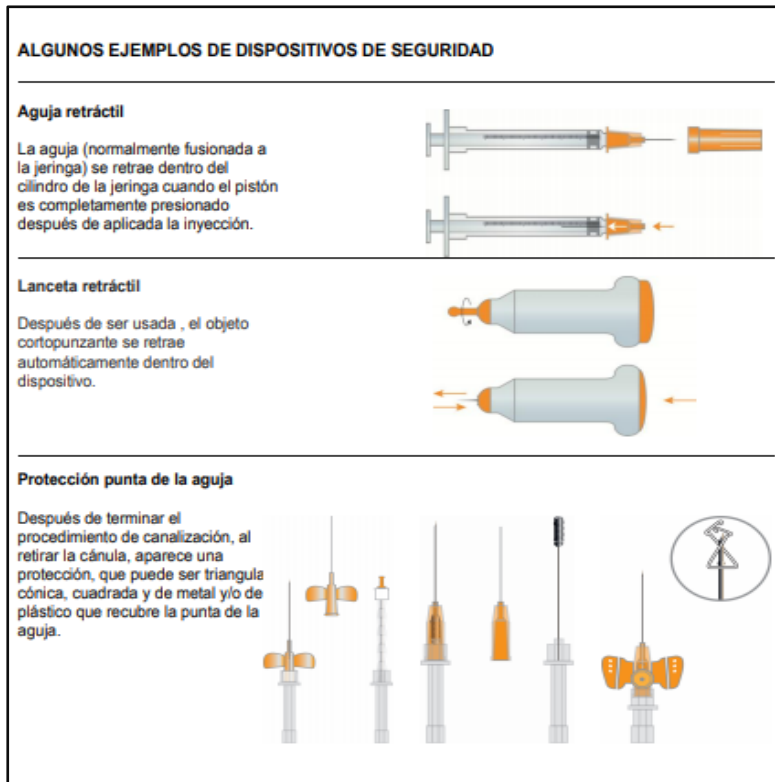 ALGUNOS EJEMPLOS DE DISPOSITIVOS DE SEGURIDAD
Aguja retráctil
La aguja (normalmente fusionada a
la jeringa) se retrae dentro del
cilindro de la jeringa cuando el pistón
es completamente presionado
después de aplicada la inyección.
Lanceta retráctil
Después de ser usada , el objeto
cortopunzante se retrae
automáticamente dentro del
dispositivo.
Protección punta de la aguja
Después de terminar el
procedimiento de canalización, al
retirar la cánula, aparece una
protección, que puede ser triangula
cónica, cuadrada y de metal y/o de
plástico que recubre la punta de la
aguja.